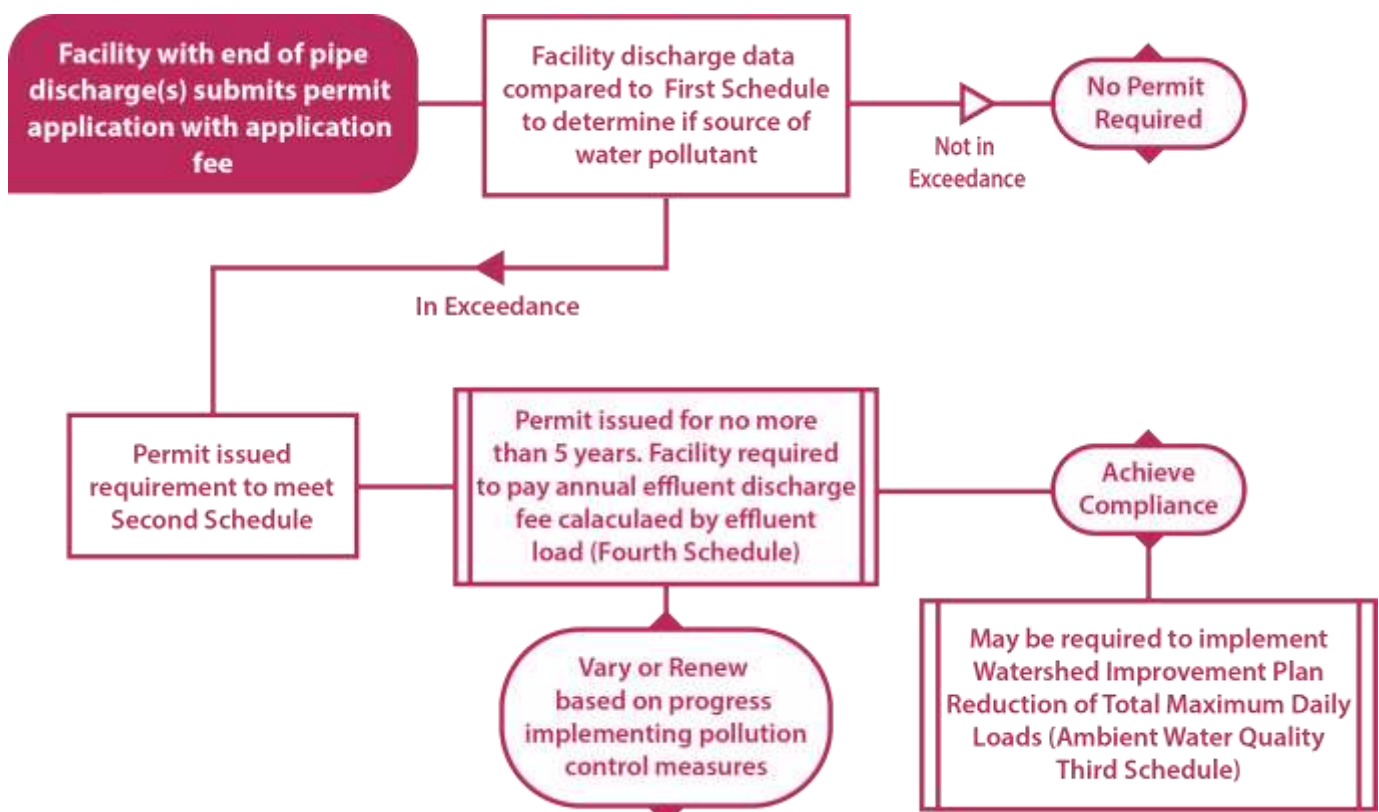 Facility with end of pipe
discharge(s) submits permit
application with application
fee
Facility discharge data
compared to First Schedule
to determine if source of
water pollutant
Not in
Exceedance
No Permit
Required
In Exceedance
Permit issued
requirement to meet
Second Schedule
Permit issued for no more
than 5 years. Facility required
to pay annual effluent discharge
fee calaculaed by effluent
load (Fourth Schedule)
Achieve
Compliance
Vary or Renew
based on progress
implementing pollution
control measures
May be required to implement
Watershed Improvement Plan
Reduction of Total Maximum Daily
Loads (Ambient Water Quality
Third Schedule)